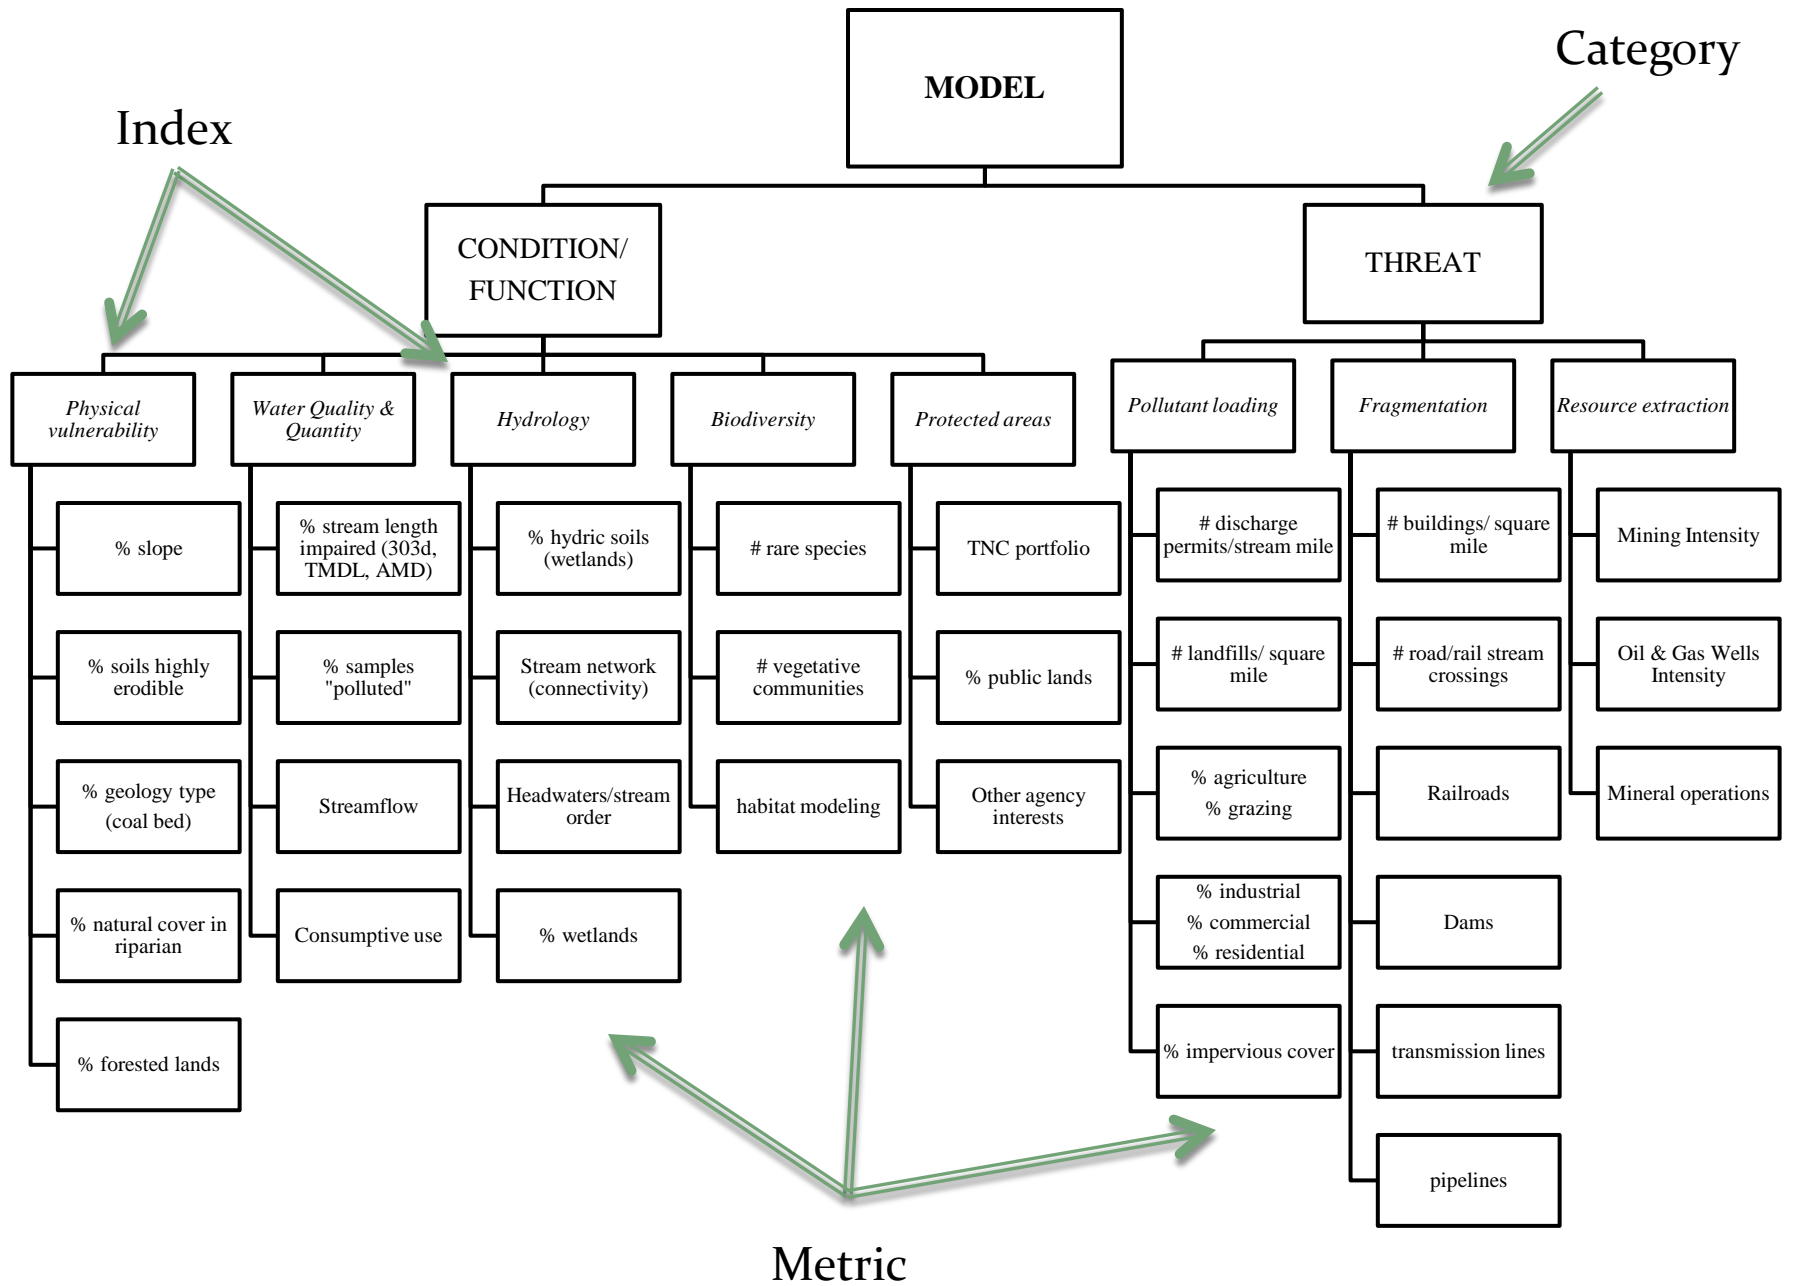 Category
MODEL
Index
CONDITION/
FUNCTION
THREAT
Physical
vulnerability
Water Quality &
Quantity
Hydrology
Biodiversity
Protected areas
Pollutant loading
Fragmentation
Resource extraction
% slope
% soils highly
erodible
% geology type
(coal bed)
% natural cover in
riparian
% forested lands
% stream length
impaired (303d,
TMDL, AMD)
% samples
"polluted"
Streamflow
Consumptive use
% hydric soils
(wetlands)
Stream network
(connectivity)
Headwaters/stream
order
% wetlands
# rare species
# vegetative
communities
habitat modeling
TNC portfolio
% public lands
Other agency
interests
# discharge
permits/stream mile
# landfills/ square
mile
% agriculture
% grazing
% industrial
% commercial
% residential
% impervious cover
# buildings/ square
mile
# road/rail stream
crossings
Railroads
Dams
transmission lines
pipelines
Mining Intensity
Oil & Gas Wells
Intensity
Mineral operations
Metric